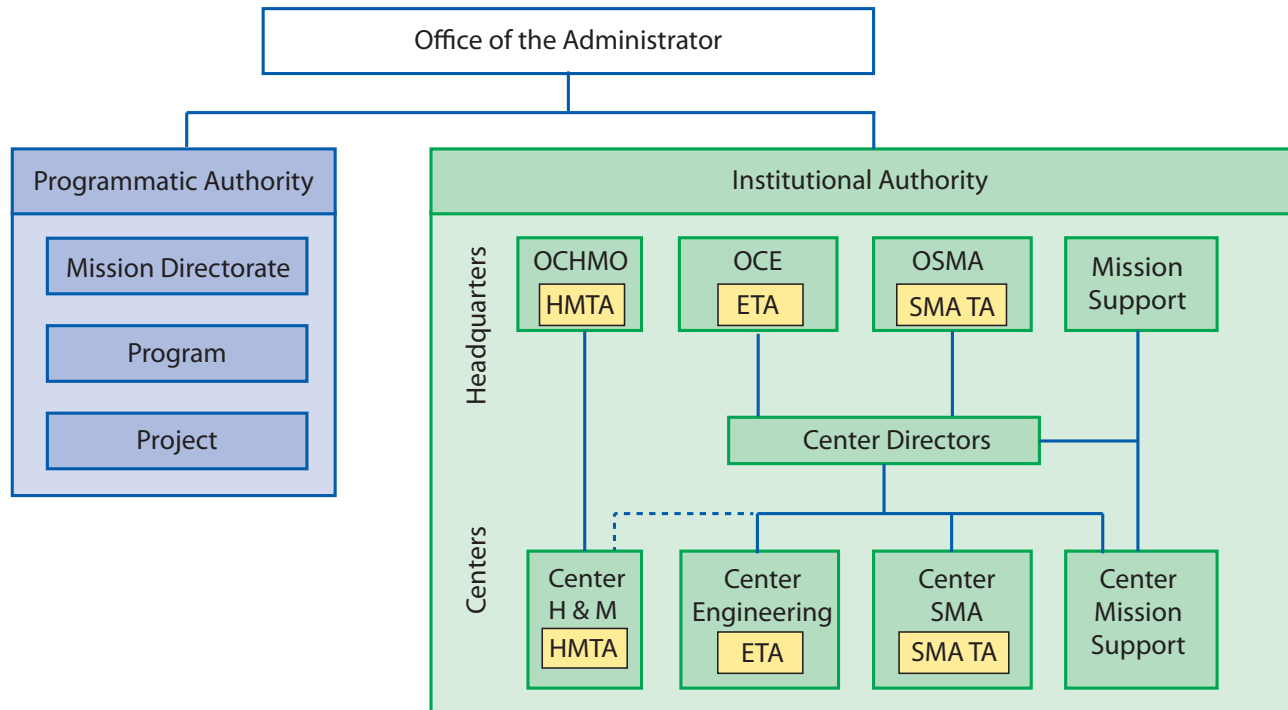 Office of the Administrator
Programmatic Authority
Mission Directorate
Program
Project
Institutional Authority
Headquarters
OCHMO
HMTA
OCE
ETA
OSMA
SMA TA
Mission
Support
Center Directors
Centers
Center
H & M
HMTA
Center
Engineering
ETA
Center
SMA
SMA TA
Center
Mission
Support